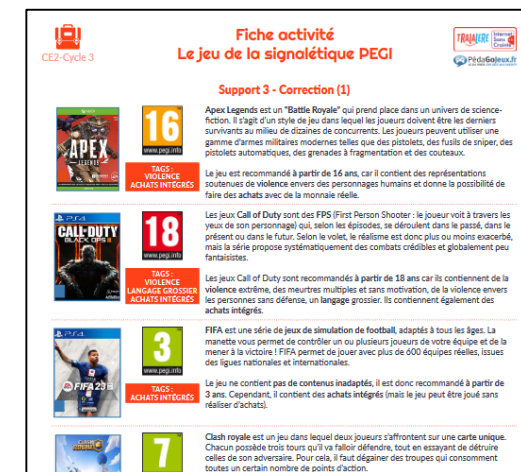 Fiche activité
Le jeu de la signalétique PEGI
CE2-Cycle 3
TRALALERE
Internet
Sans
Crainte
PédaGoJeux.fr
Support 3 - Correction (1)
APEX
LEGENDS
16
www.pegi.info
TAGS :
VIOLENCE
ACHATS INTÉGRÉS
Apex Legends est un "Battle Royale" qui prend place dans un univers de science-
fiction. Il s'agit d'un style de jeu dans lequel les joueurs doivent être les derniers
survivants au milieu de dizaines de concurrents. Les joueurs peuvent utiliser une
gamme d'armes militaires modernes telles que des pistolets, des fusils de sniper, des
pistolets automatiques, des grenades à fragmentation et des couteaux.
Le jeu est recommandé à partir de 16 ans, car il contient des représentations
soutenues de violence envers des personnages humains et donne la possibilité de
faire des achats avec de la monnaie réelle.
PS4
CALL·DUTY
BLACK OPS III
18
www.pegi.info
TAGS :
VIOLENCE
LANGAGE GROSSIER
ACHATS INTÉGRÉS
Les jeux Call of Duty sont des FPS (First Person Shooter : le joueur voit à travers les
yeux de son personnage) qui, selon les épisodes, se déroulent dans le passé, dans le
présent ou dans le futur. Selon le volet, le réalisme est donc plus ou moins exacerbé,
mais la série propose systématiquement des combats crédibles et globalement peu
fantaisistes.
Les jeux Call of Duty sont recommandés à partir de 18 ans car ils contiennent de la
violence extrême, des meurtres multiples et sans motivation, de la violence envers
les personnes sans défense, un langage grossier. Ils contiennent également des
achats intégrés.
PS4
FIFA 23
3
www.pegi.info
TAGS :
ACHATS INTÉGRÉS
FIFA est une série de jeux de simulation de football, adaptés à tous les âges. La
manette vous permet de contrôler un ou plusieurs joueurs de votre équipe et de la
mener à la victoire ! FIFA permet de jouer avec plus de 600 équipes réelles, issues
des ligues nationales et internationales.
Le jeu ne contient pas de contenus inadaptés, il est donc recommandé à partir de
3 ans. Cependant, il contient des achats intégrés (mais le jeu peut être joué sans
réaliser d'achats).
CLASH
7
Clash royale est un jeu dans lequel deux joueurs s'affrontent sur une carte unique.
Chacun possède trois tours qu'il va falloir défendre, tout en essayant de détruire
celles de son adversaire. Pour cela, il faut dégainer des troupes qui consomment
toutes un certain nombre de points d'action.